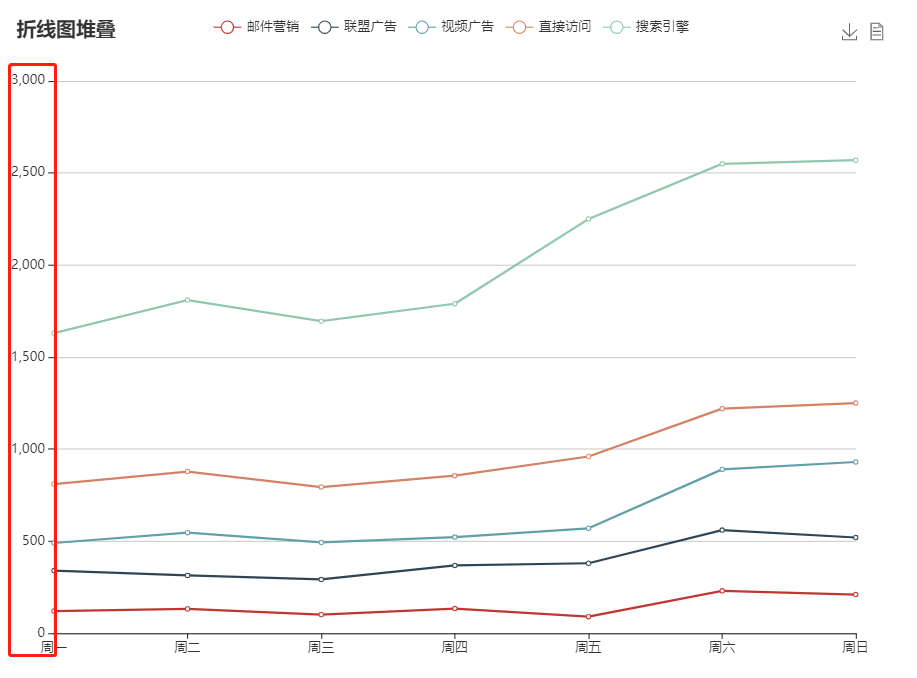 折线图堆叠
邮件营销 联盟广告 视频广告 直接访问 搜索引擎
3,000
2,500
2,000
1,500
1,000
500
0
周一 周二 周三 周四 周五 周六 周日